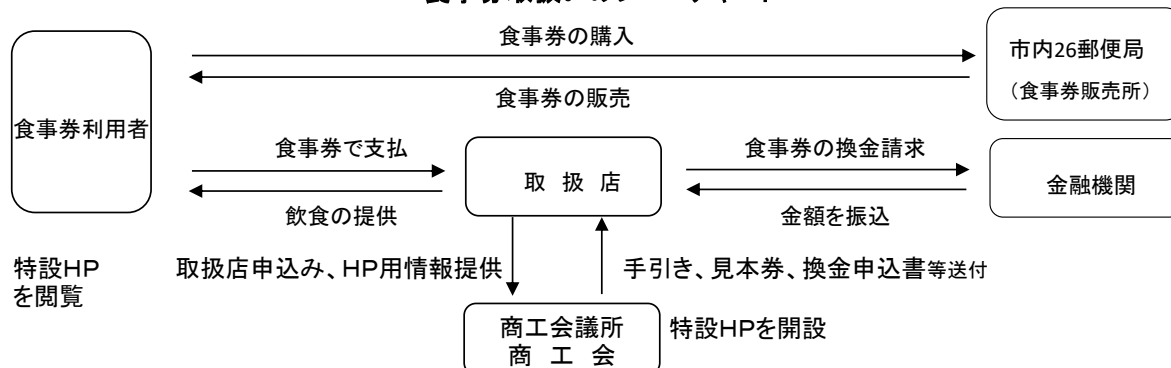 食事券の購入
市内26郵便局
（食事券販売所）
食事券の販売
食事券利用者
食事券で支払
取 扱 店
食事券の換金請求
金融機関
飲食の提供
金額を振込
特設HP
を閲覧
取扱店申込み、HP用情報提供
手引き、見本券、換金申込書等送付
商工会議所
商 工 会
特設HPを開設